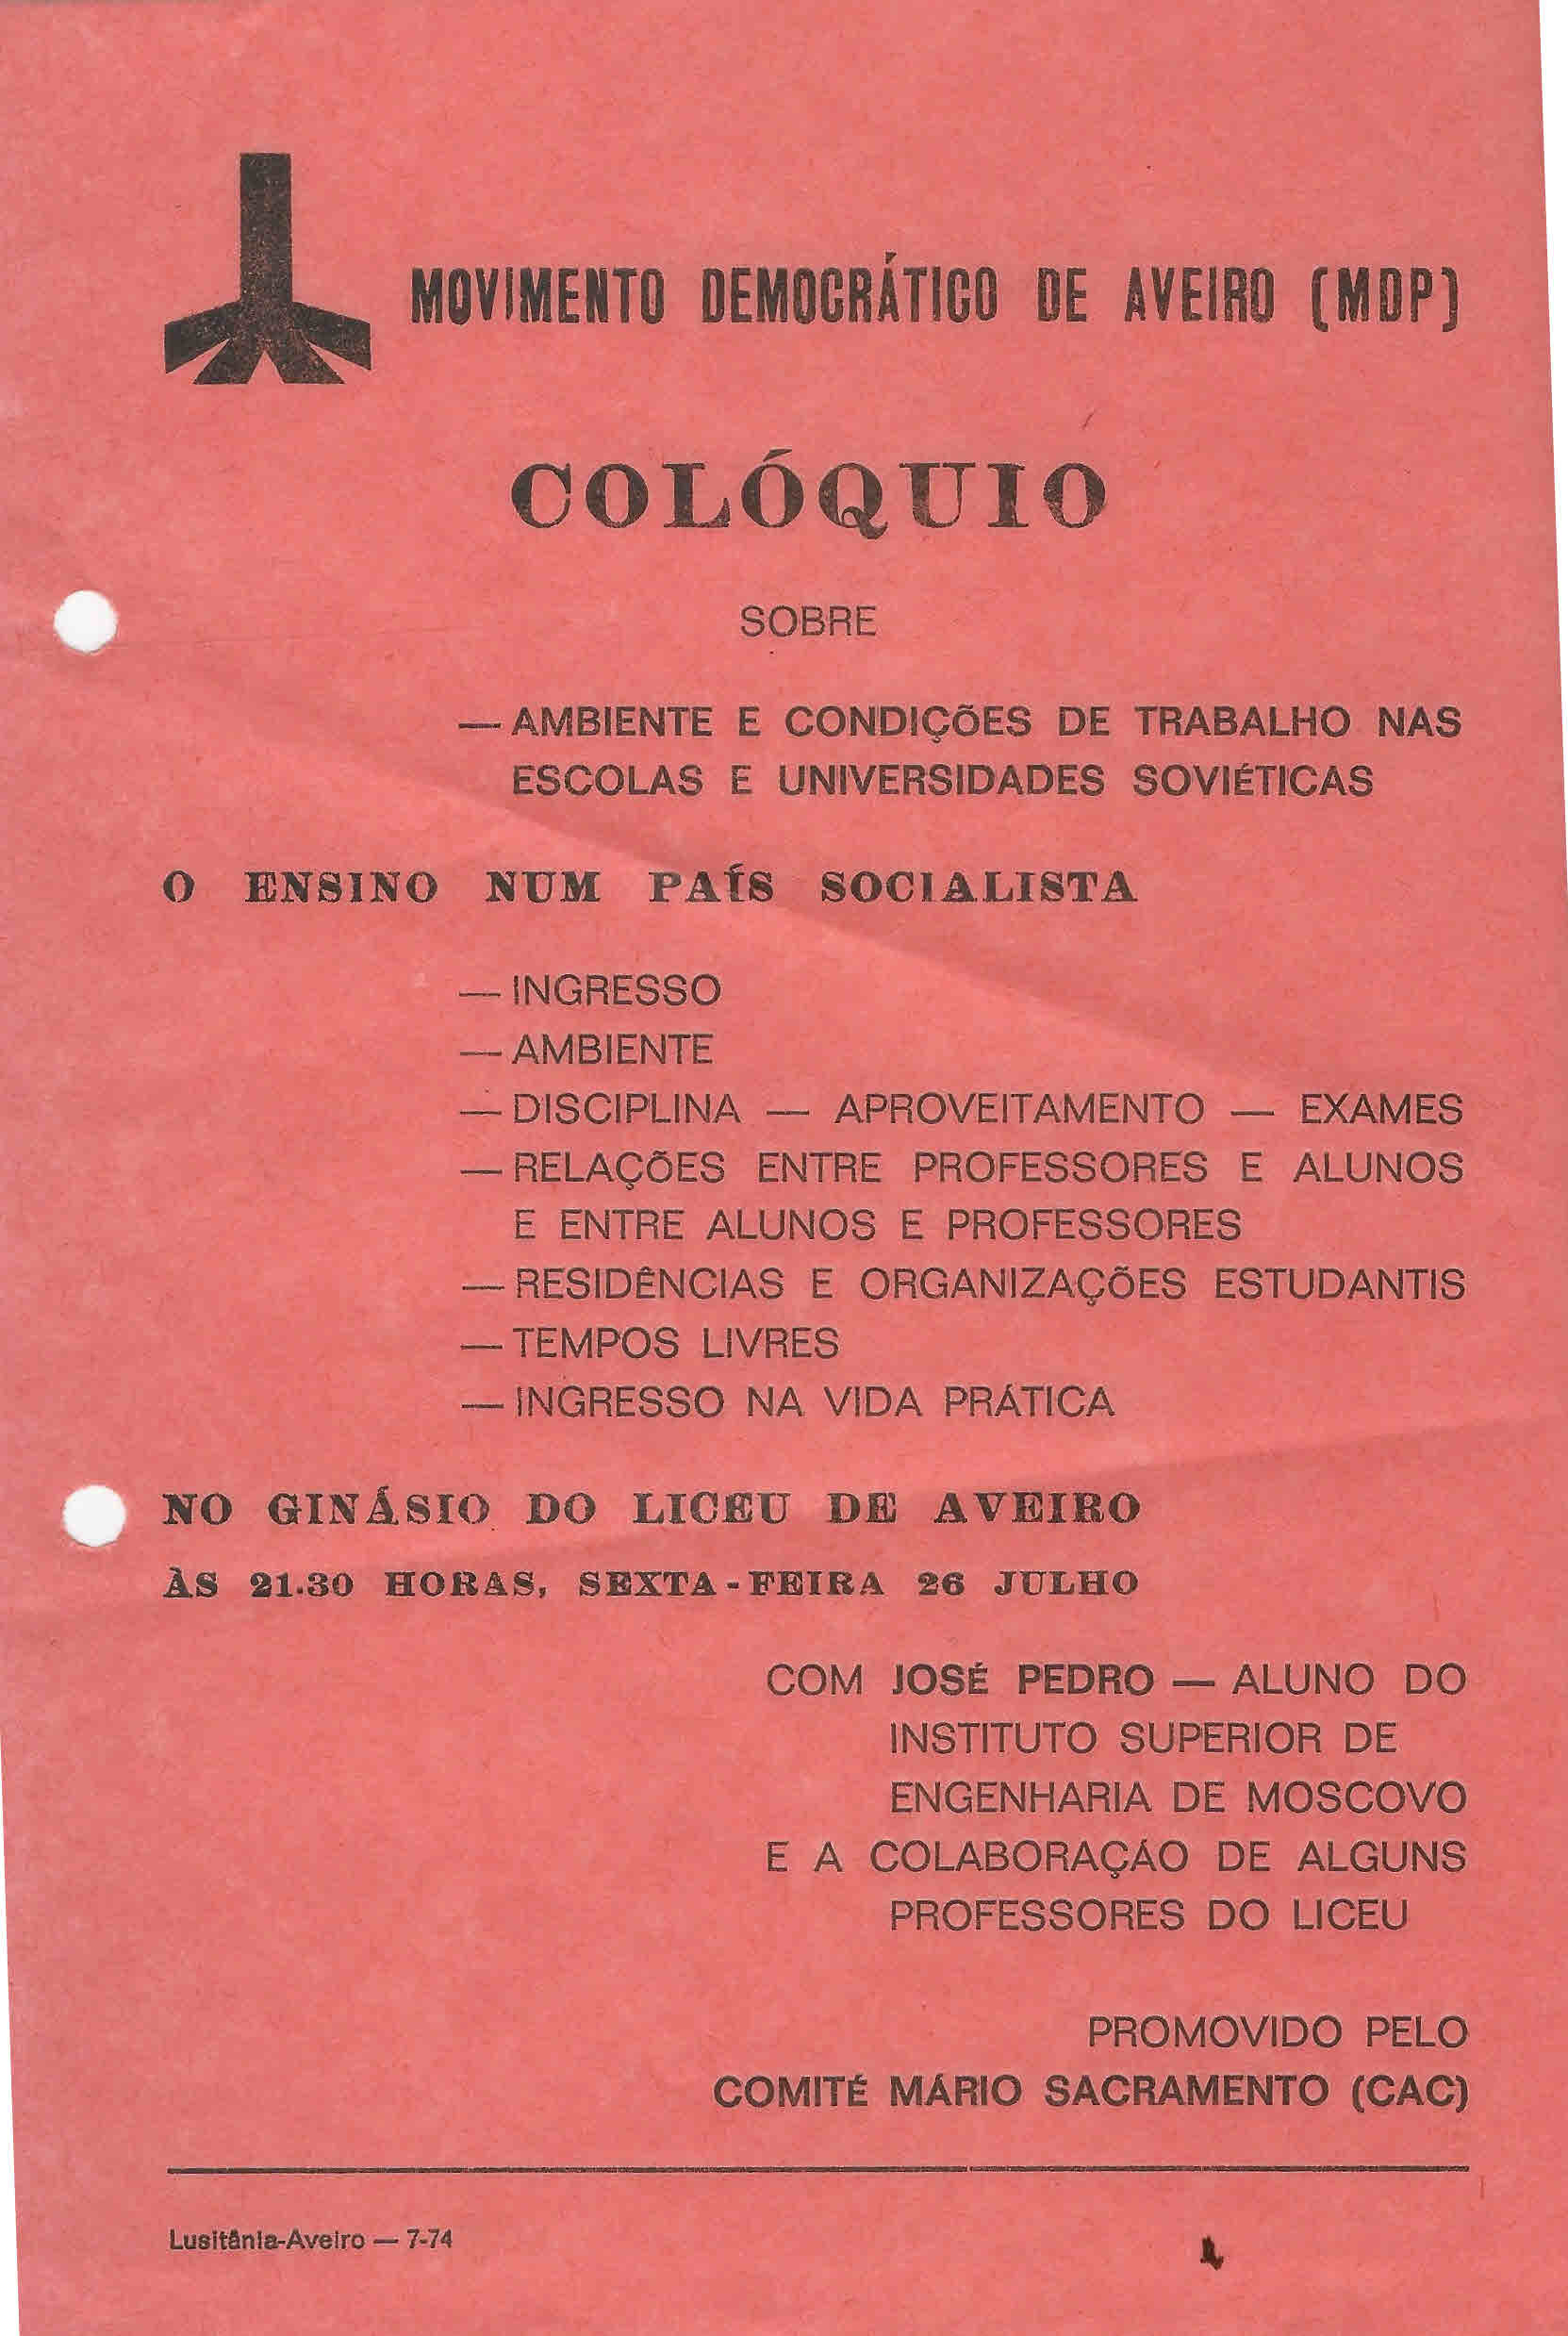 MOVIMENTO DEMOCRÁTICO DE AVEIRO (MDP)
COLÓQUIO
SOBRE
— AMBIENTE E CONDIÇÕES DE TRABALHO NAS
ESCOLAS E UNIVERSIDADES SOVIÉTICAS
O ENSINO NUM PAÍS SOCIALISTA
— INGRESSO
— AMBIENTE
— DISCIPLINA — APROVEITAMENTO — EXAMES
— RELAÇÕES ENTRE PROFESSORES E ALUNOS
E ENTRE ALUNOS E PROFESSORES
— RESIDÊNCIAS E ORGANIZAÇÕES ESTUDANTIS
— TEMPOS LIVRES
— INGRESSO NA VIDA PRÁTICA
NO GINÁSIO DO LICEU DE AVEIRO
ÀS 21.30 HORAS, SEXTA-FEIRA 26 JULHO
COM JOSÉ PEDRO — ALUNO DO
INSTITUTO SUPERIOR DE
ENGENHARIA DE MOSCOVO
E A COLABORAÇÁO DE ALGUNS
PROFESSORES DO LICEU
PROMOVIDO PELO
COMITÉ MÁRIO SACRAMENTO (CAC)
Lusitânia-Aveiro — 7-74